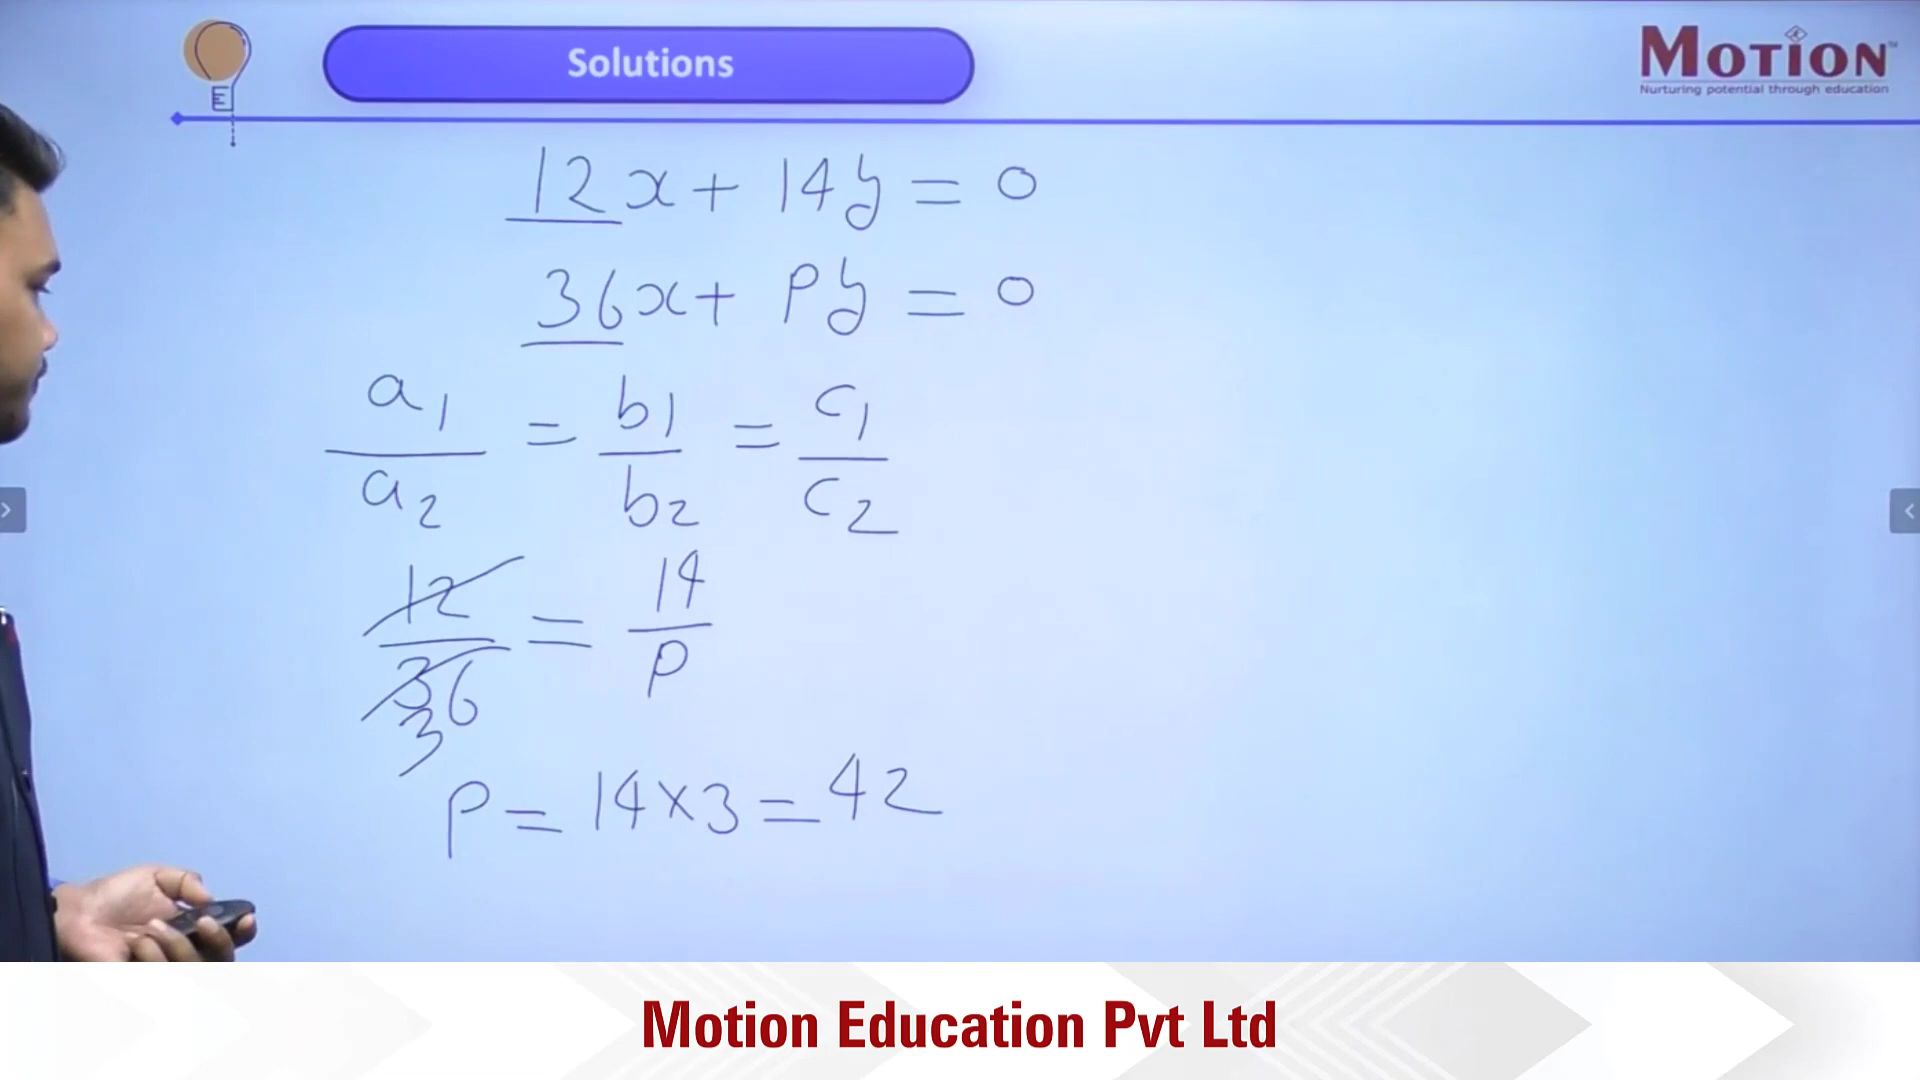 Solutions
MOTION™
Nurturing potential through education
E
12x + 14y = 0
36x + py = 0
a1/a2 = b1/b2 = c1/c2
12/36 = 14/p
3
p = 14 x 3 = 42
Motion Education Pvt Ltd